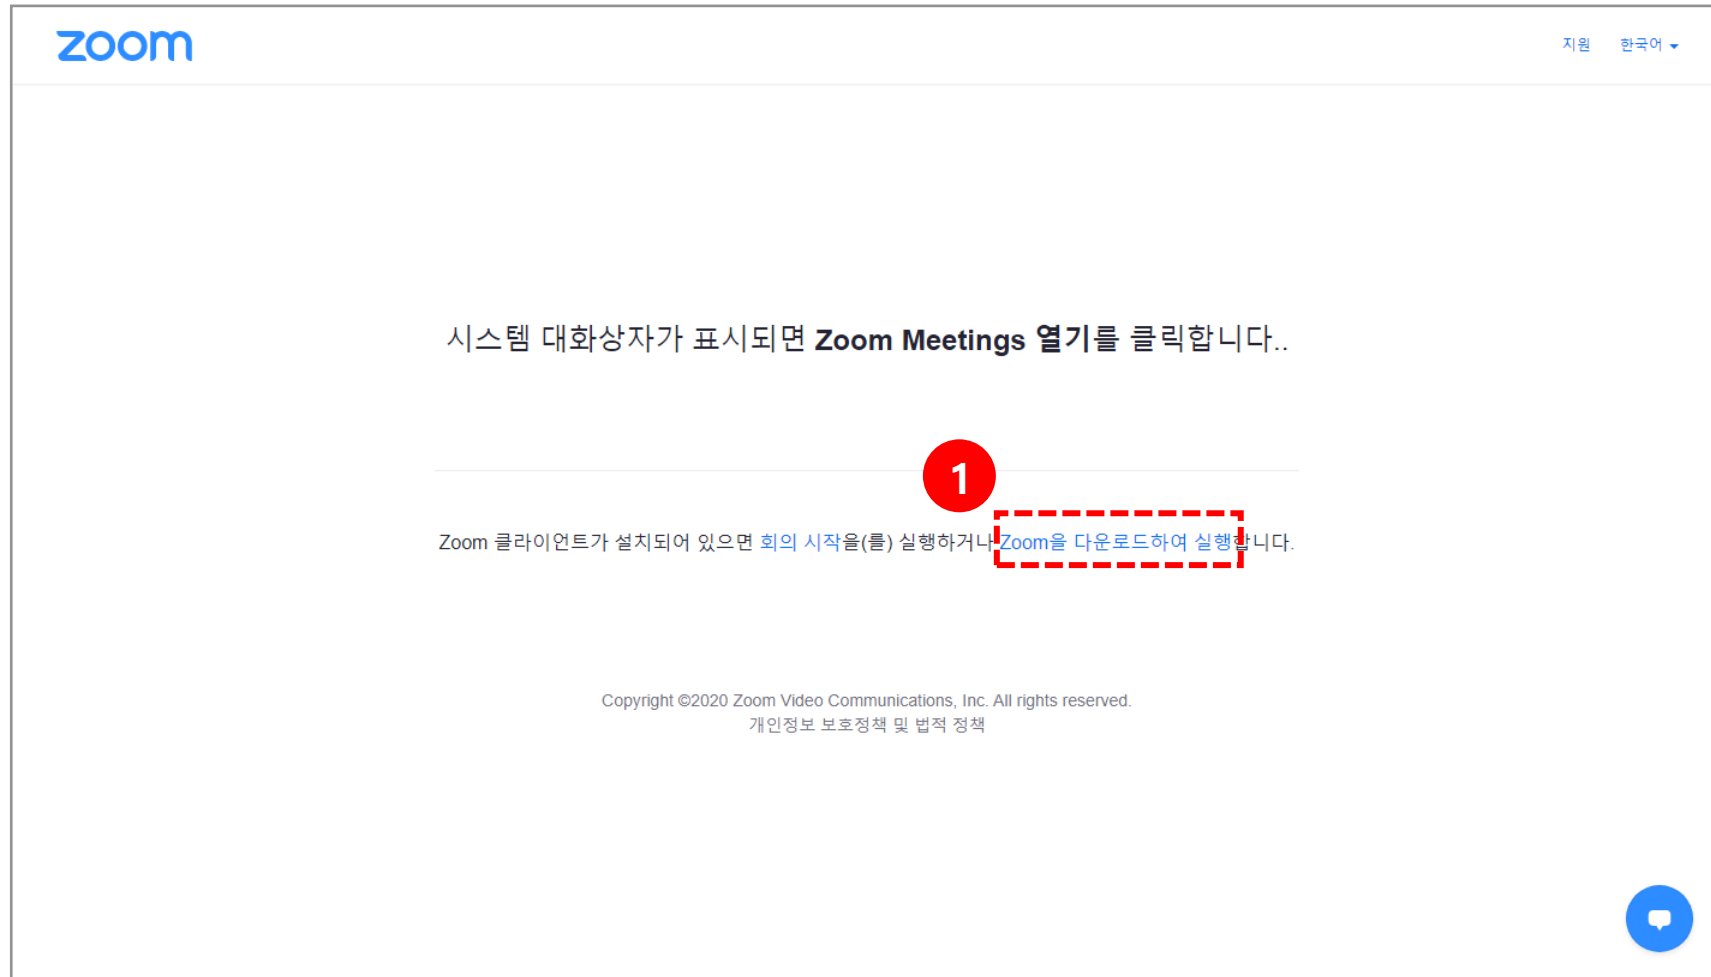 zoom
지원 한국어
시스템 대화상자가 표시되면 Zoom Meetings 열기를 클릭합니다..
1
Zoom 클라이언트가 설치되어 있으면 회의 시작을(를) 실행하거나 Zoom을 다운로드하여 실행합니다.
Copyright ©2020 Zoom Video Communications, Inc. All rights reserved.
개인정보 보호정책 및 법적 정책